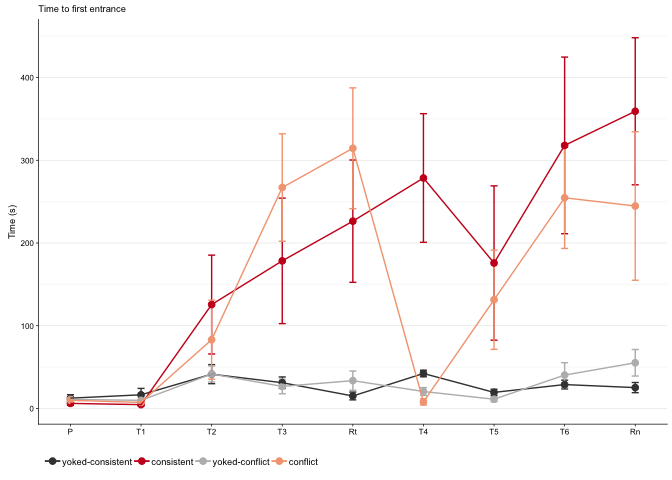 Time to first entrance
400
300
200
100
0
Time (s)
P T1 T2 T3 Rt T4 T5 T6 Rn
yoked-consistent consistent yoked-conflict conflict